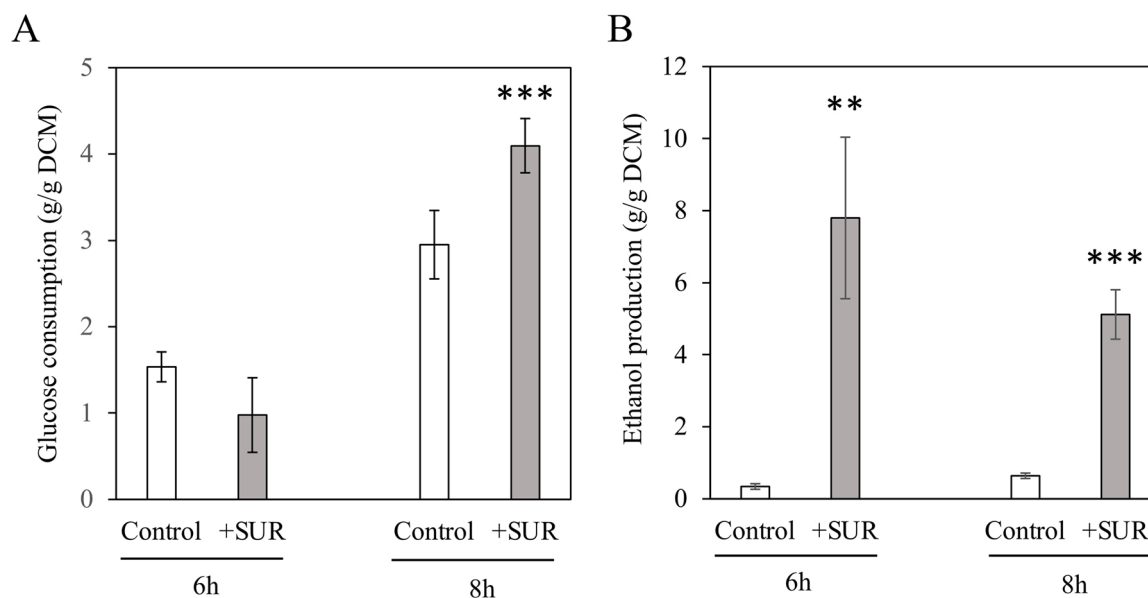 A
Glucose consumption (g/g DCM)
5
4
3
2
1
0
***
Control +SUR Control +SUR
6h 8h
B
Ethanol production (g/g DCM)
12
10
8
6
4
2
0
**
***
Control +SUR Control +SUR
6h 8h